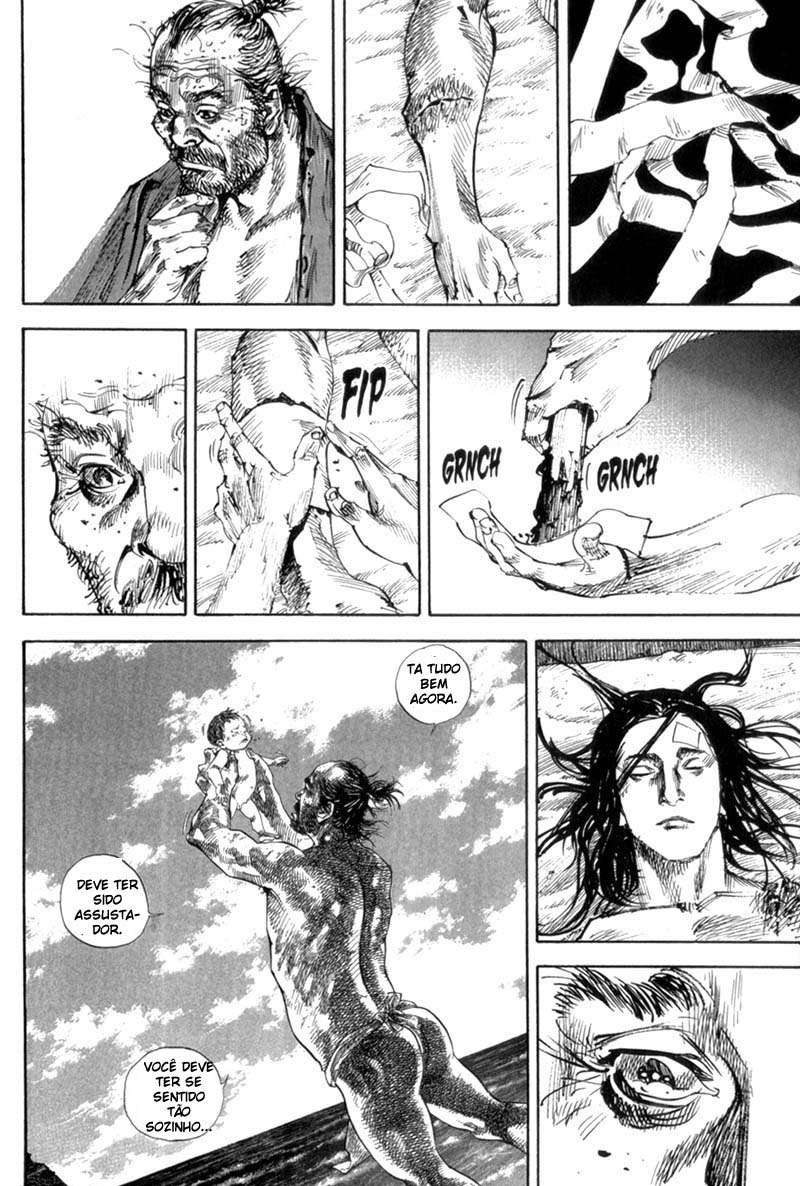 FIP
GRNCH
GRNCH
TA TUDO
BEM
AGORA.
DEVE TER
SIDO
ASSUSTA-
DOR.
VOCÊ DEVE
TER SE
SENTIDO
TÃO
SOZINHO...